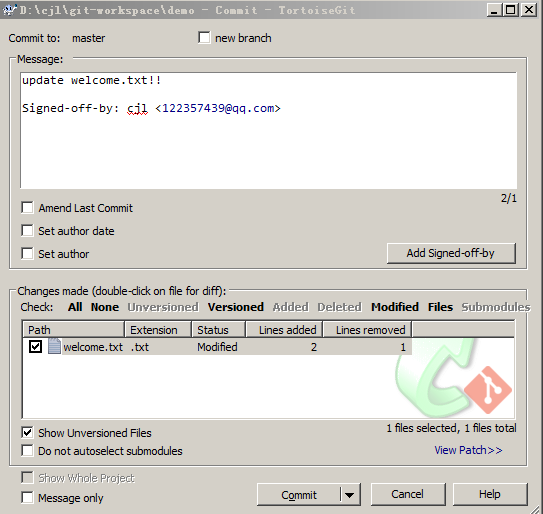 D:\cjl\git-workspace\demo - Commit - TortoiseGit
Commit to: master new branch
Message:
update welcome.txt!!
Signed-off-by: cjl <122357439@qq.com>
2/1
Amend Last Commit
Set author date
Set author
Add Signed-off-by
Changes made (double-click on file for diff):
Check: All None Unversioned Versioned Added Deleted Modified Files Submodules
Path Extension Status Lines added Lines removed
welcome.txt .txt Modified 2 1
Show Unversioned Files
1 files selected, 1 files total
Do not autoselect submodules
View Patch>>
Show Whole Project
Message only
Commit Cancel Help